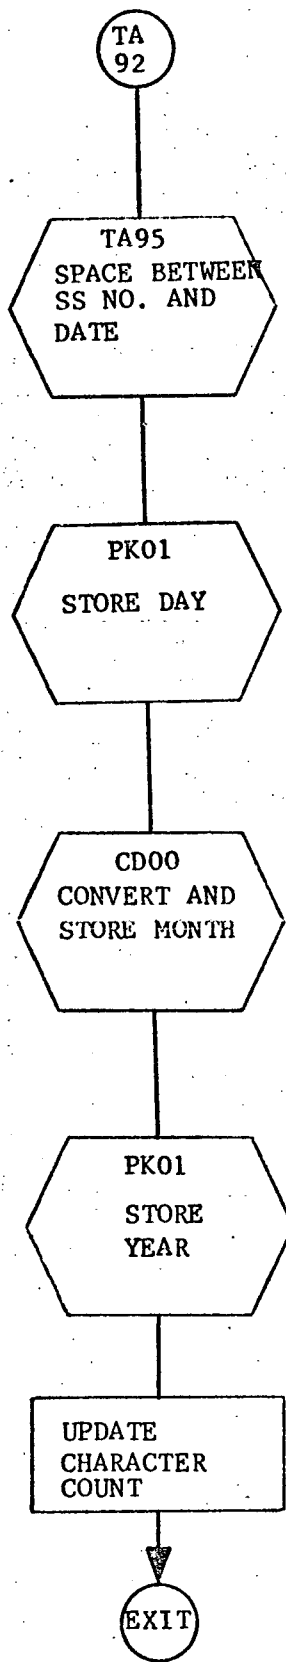 TA
92
TA95
SPACE BETWEEN
SS NO. AND
DATE
PK01
STORE DAY
CD00
CONVERT AND
STORE MONTH
PK01
STORE
YEAR
UPDATE
CHARACTER
COUNT
EXIT